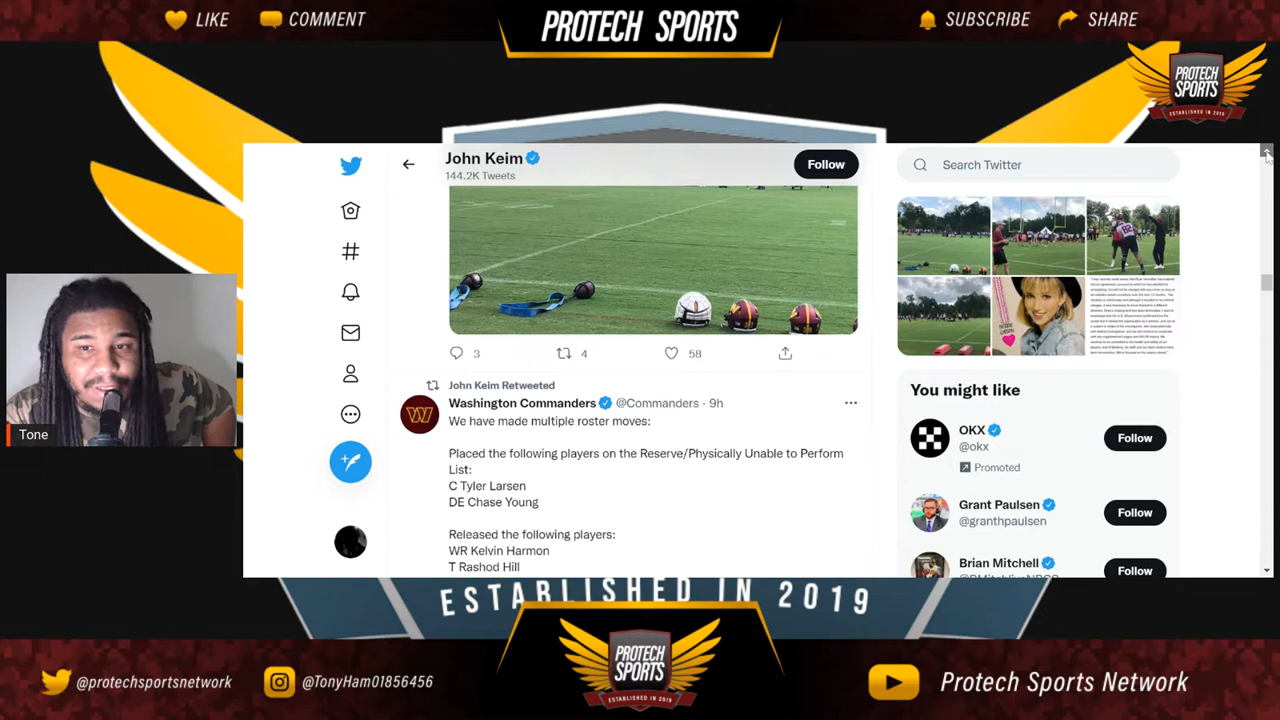 LIKE
COMMENT
PROTECH SPORTS
SUBSCRIBE
SHARE
PROTECH
SPORTS
ESTABLISHED IN 2019
John Keim
144.2K Tweets
Follow
Search Twitter
3
4
58
John Keim Retweeted
Washington Commanders @Commanders · 9h
We have made multiple roster moves:
Placed the following players on the Reserve/Physically Unable to Perform
List:
C Tyler Larsen
DE Chase Young
Released the following players:
WR Kelvin Harmon
T Rashod Hill
You might like
OKX
@okx
Promoted
Follow
Grant Paulsen
@granthpaulsen
Follow
Brian Mitchell
Follow
Tone
ESTABLISHED IN 2019
PROTECH
SPORTS
ESTABLISHED IN 2019
@protechsportsnetwork
@TonyHam01856456
Protech Sports Network